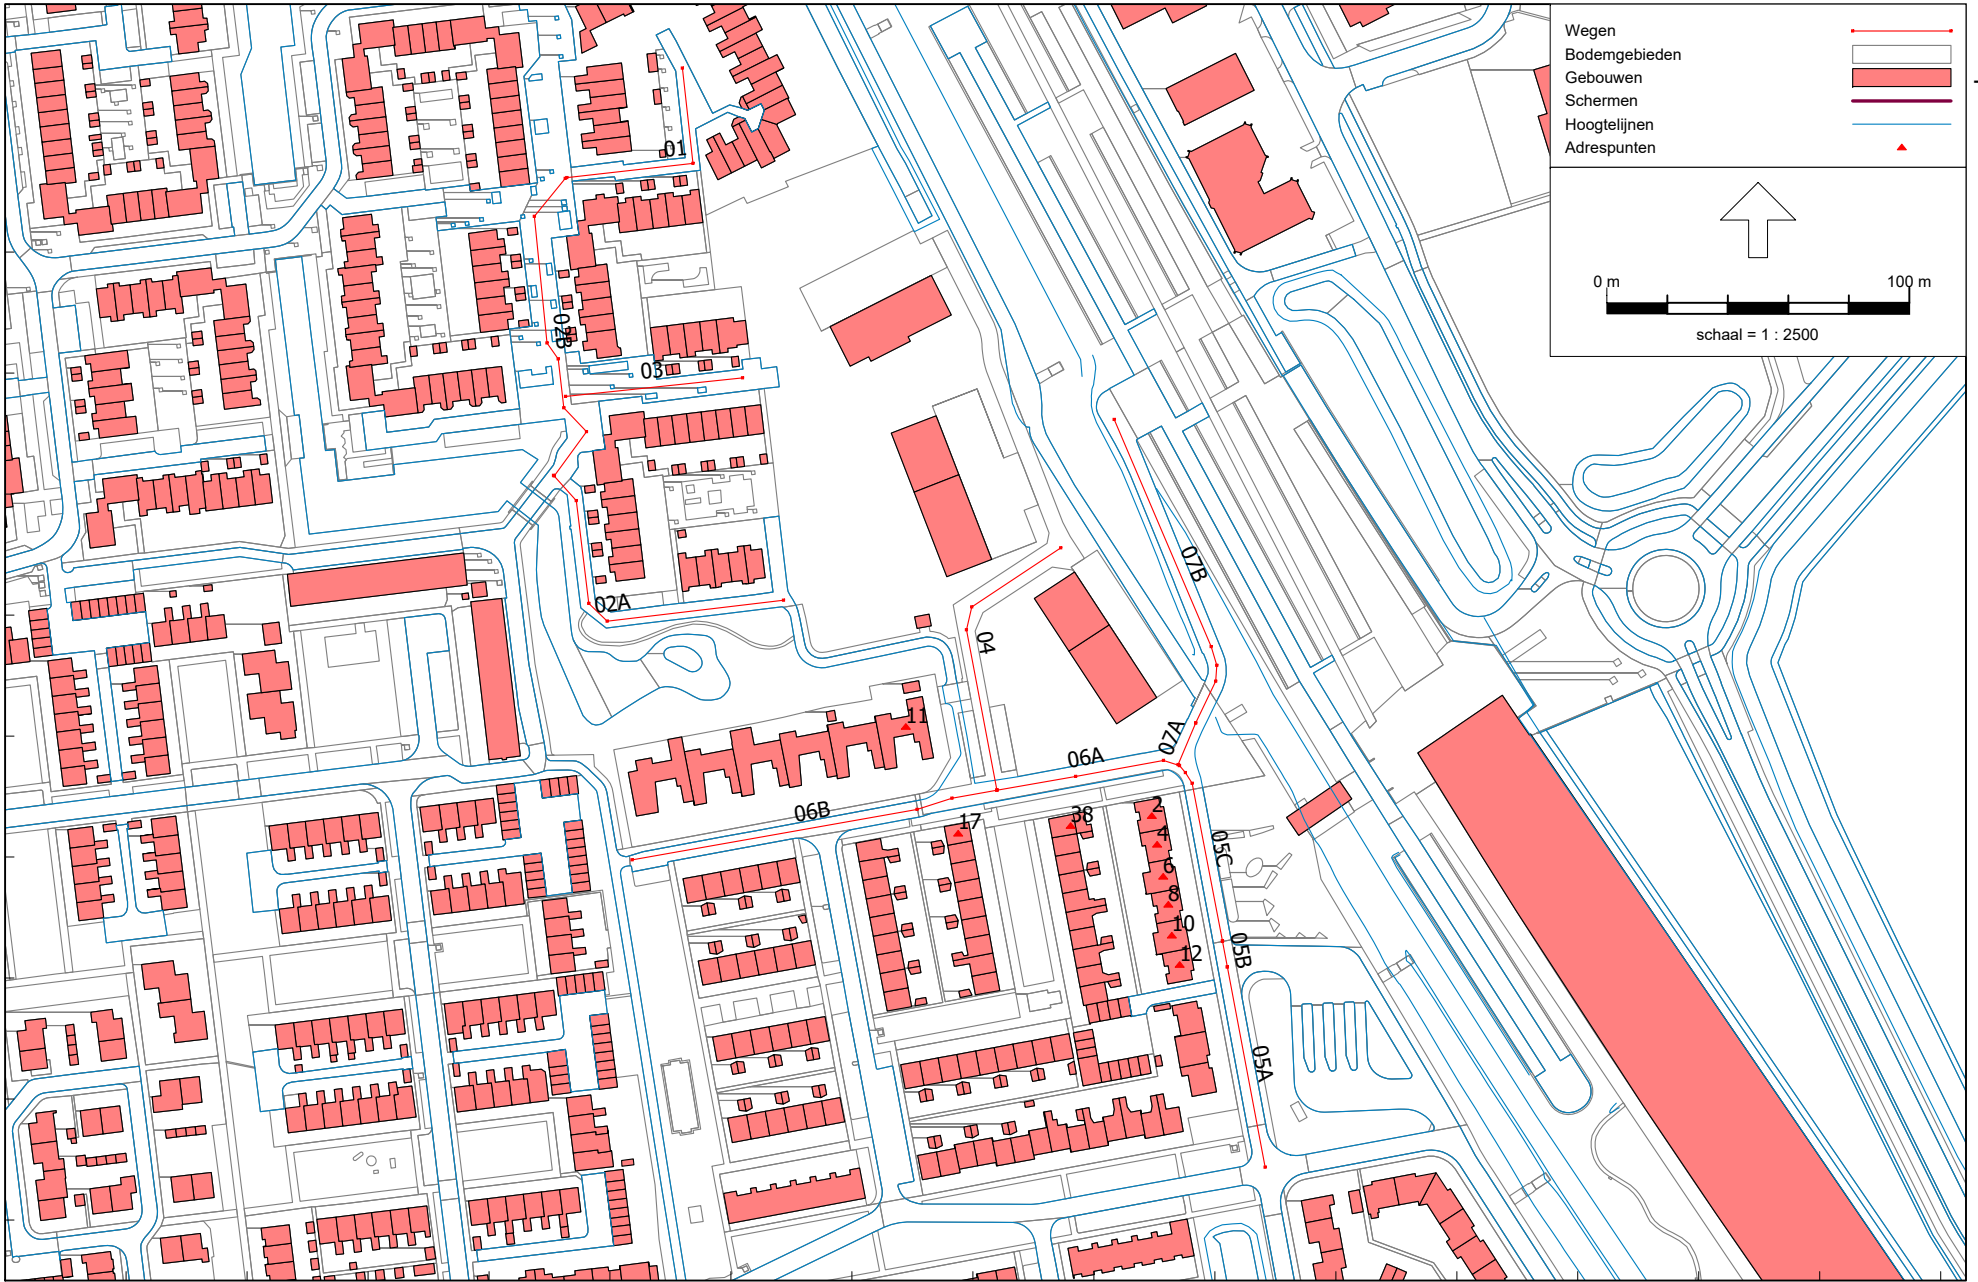 Wegen
Bodemgebieden
Gebouwen
Schermen
Hoogtelijnen
Adrespunten
0 m 100 m
schaal = 1 : 2500
01
02B
03
02A
04
07B
07A
06A
06B
11
17
38
2
4
6
8
10
12
05C
05B
05A